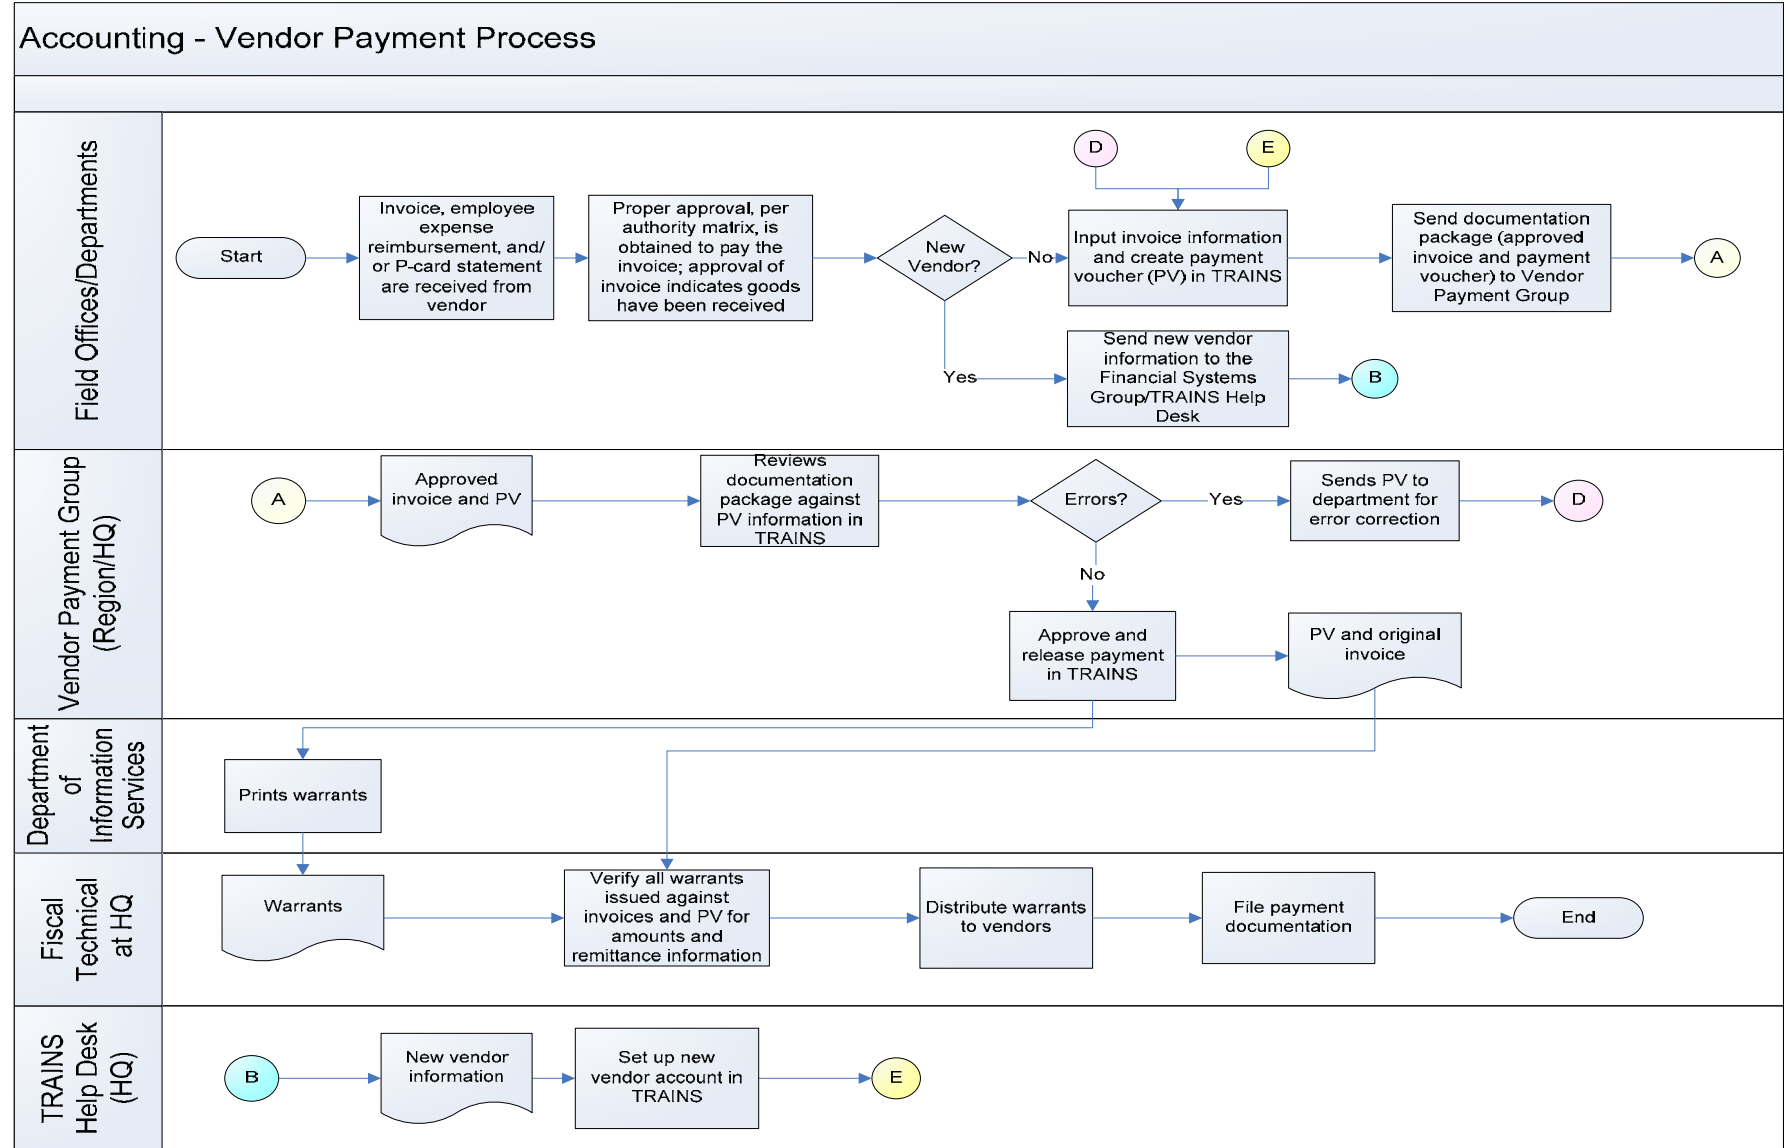 Accounting - Vendor Payment Process
Field Offices/Departments
D
E
Start
Invoice, employee
expense
reimbursement, and/
or P-card statement
are received from
vendor
Proper approval, per
authority matrix, is
obtained to pay the
invoice; approval of
invoice indicates goods
have been received
New
Vendor?
No
Input invoice information
and create payment
voucher (PV) in TRAINS
Send documentation
package (approved
invoice and payment
voucher) to Vendor
Payment Group
A
Yes
Send new vendor
information to the
Financial Systems
Group/TRAINS Help
Desk
B
Vendor Payment Group
(Region/HQ)
A
Approved
invoice and PV
Reviews
documentation
package against
PV information in
TRAINS
Errors?
Yes
Sends PV to
department for
error correction
D
No
Approve and
release payment
in TRAINS
PV and original
invoice
Department
of
Information
Services
Prints warrants
Fiscal
Technical
at HQ
Warrants
Verify all warrants
issued against
invoices and PV for
amounts and
remittance information
Distribute warrants
to vendors
File payment
documentation
End
TRAINS
Help Desk
(HQ)
B
New vendor
information
Set up new
vendor account in
TRAINS
E